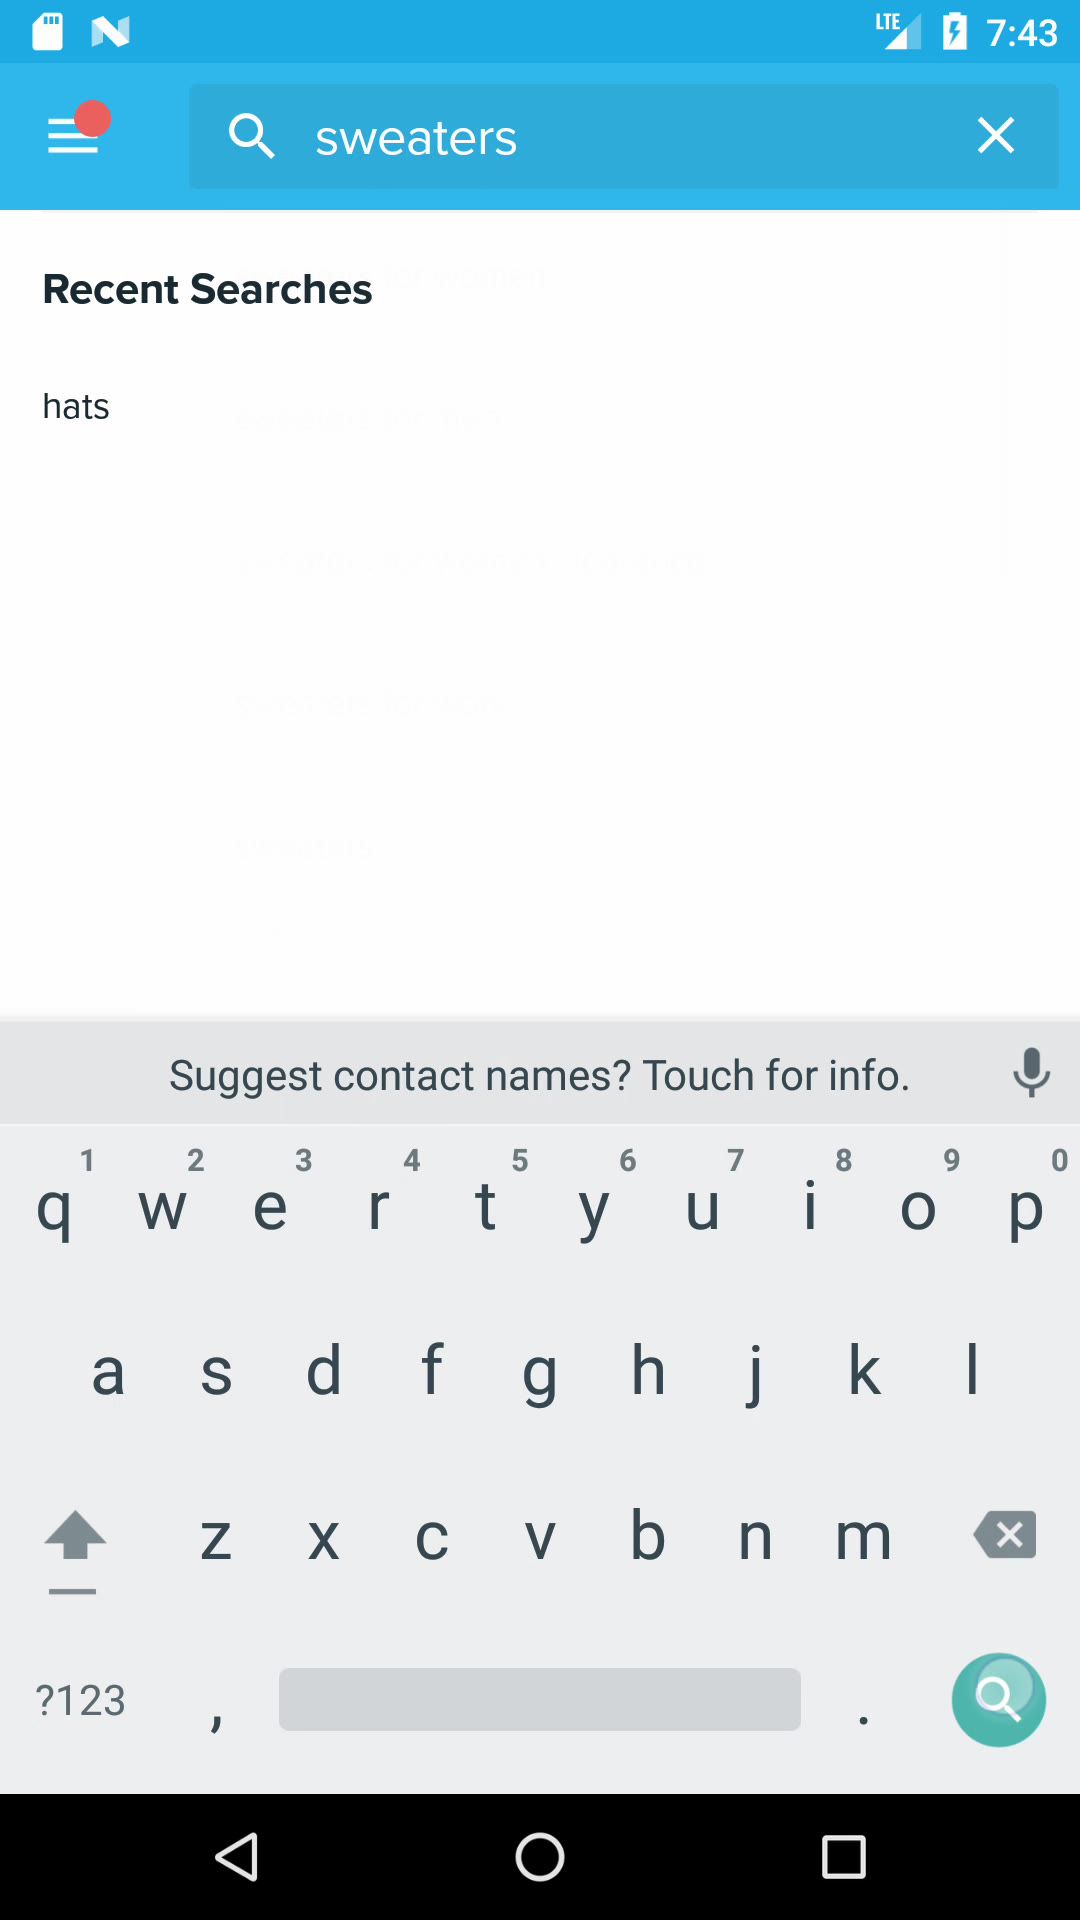 LTE 7:43
sweaters
Recent Searches
hats
Suggest contact names? Touch for info.
1 2 3 4 5 6 7 8 9 0
q w e r t y u i o p
a s d f g h j k l
z x c v b n m
?123 , .